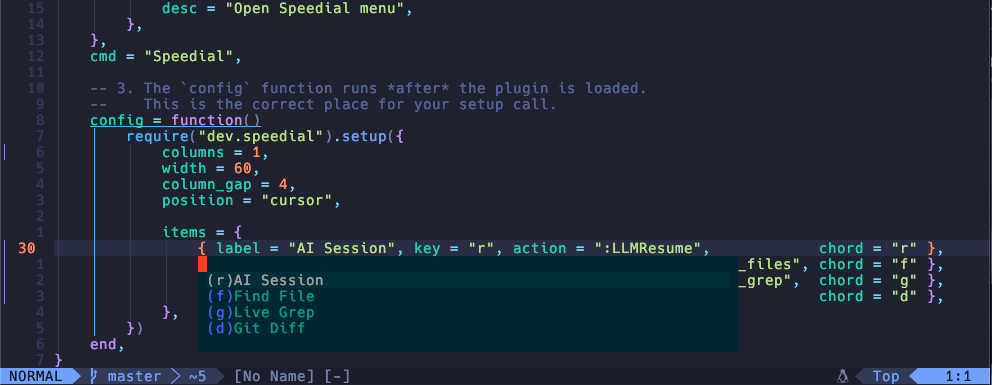 15 desc = "Open Speedial menu",
14 },
13 },
12 cmd = "Speedial",
11
10 -- 3. The `config` function runs *after* the plugin is loaded.
9 --    This is the correct place for your setup call.
8 config = function()
7 require("dev.speedial").setup({
6 columns = 1,
5 width = 60,
4 column_gap = 4,
3 position = "cursor",
2
1 items = {
30 { label = "AI Session", key = "r", action = ":LLMResume", chord = "r" },
1 _files", chord = "f" },
2 (r)AI Session _grep", chord = "g" },
3 (f)Find File chord = "d" },
4 }, (g)Live Grep
5 }) (d)Git Diff
6 end,
7 }
NORMAL master ~5 [No Name] [-] Top 1:1